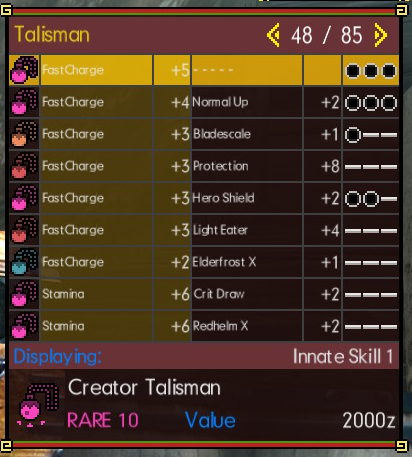 Talisman 48 / 85
FastCharge +5 -----
FastCharge +4 Normal Up +2
FastCharge +3 Bladescale +1
FastCharge +3 Protection +8
FastCharge +3 Hero Shield +2
FastCharge +3 Light Eater +4
FastCharge +2 Elderfrost X +1
Stamina +6 Crit Draw +2
Stamina +6 Redhelm X +2
Displaying: Innate Skill 1
Creator Talisman
RARE 10 Value 2000z